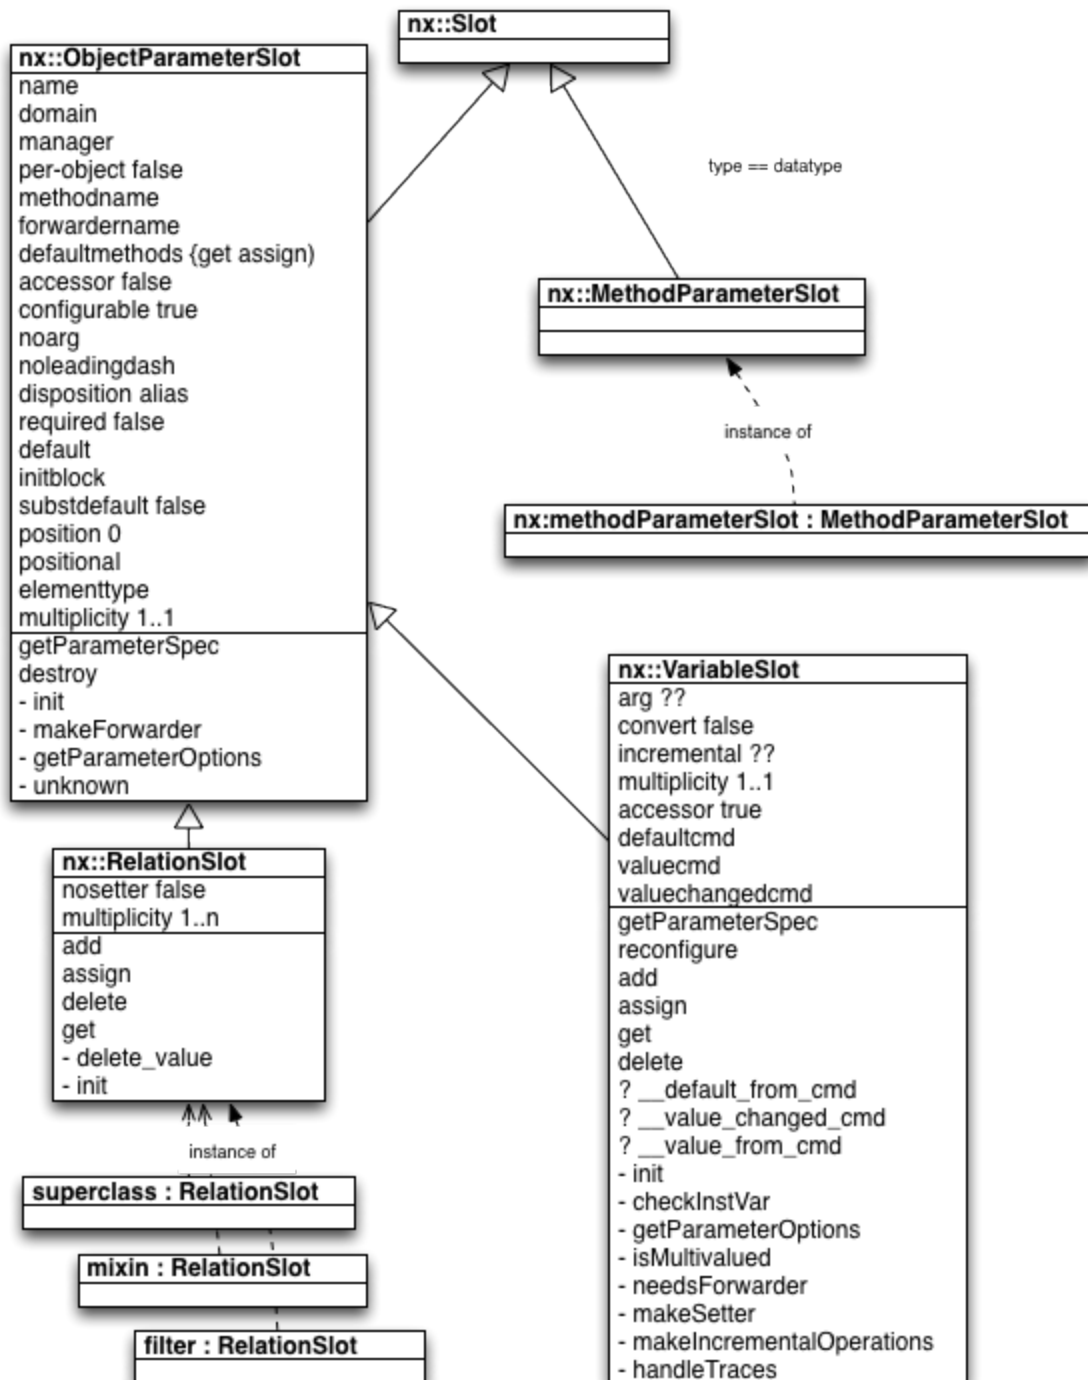 nx::Slot
nx::ObjectParameterSlot
name
domain
manager
per-object false
methodname
forwardername
defaultmethods {get assign)
accessor false
configurable true
noarg
noleadingdash
disposition alias
required false
default
initblock
substdefault false
position 0
positional
elementtype
multiplicity 1..1
getParameterSpec
destroy
- init
- makeForwarder
- getParameterOptions
- unknown
type == datatype
nx::MethodParameterSlot
instance of
nx:methodParameterSlot : MethodParameterSlot
nx::VariableSlot
arg ??
convert false
incremental ??
multiplicity 1..1
accessor true
defaultcmd
valuecmd
valuechangedcmd
getParameterSpec
reconfigure
add
assign
get
delete
? __default_from_cmd
? __value_changed_cmd
? __value_from_cmd
- init
- checkInstVar
- getParameterOptions
- isMultivalued
- needsForwarder
- makeSetter
- makeIncrementalOperations
- handleTraces
nx::RelationSlot
nosetter false
multiplicity 1..n
add
assign
delete
get
- delete_value
- init
instance of
superclass : RelationSlot
mixin : RelationSlot
filter : RelationSlot